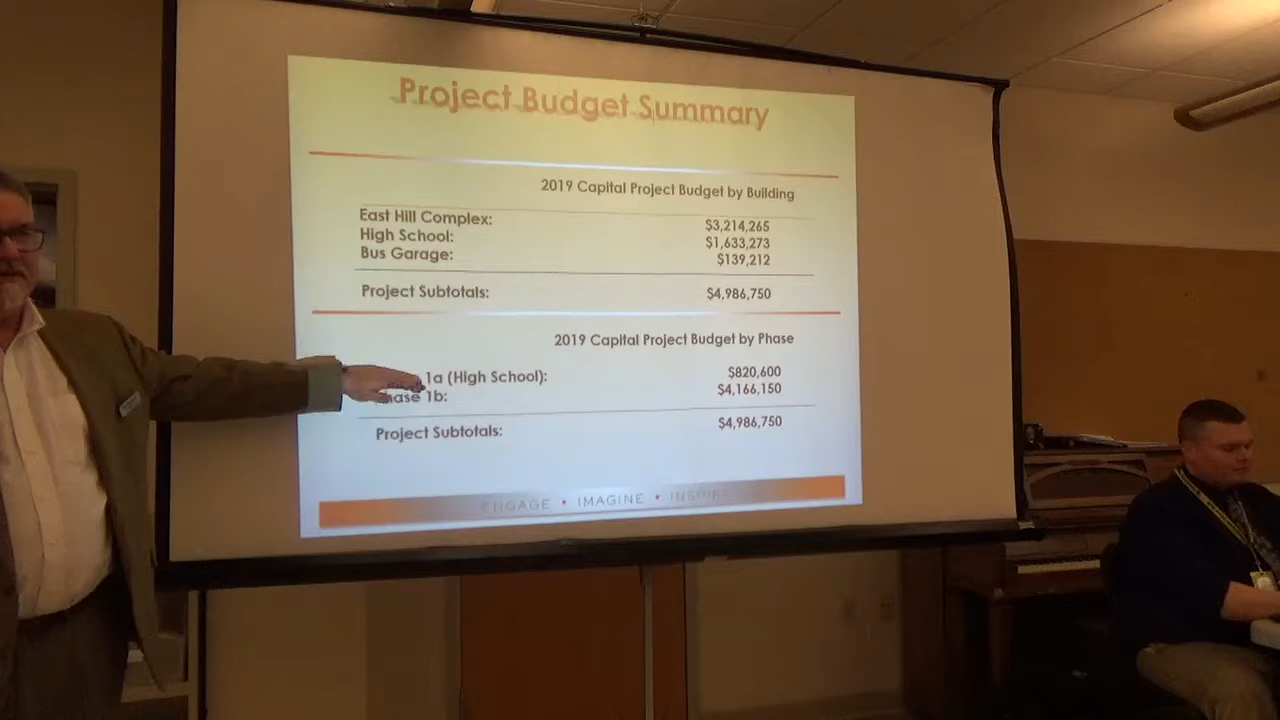 Project Budget Summary
2019 Capital Project Budget by Building
East Hill Complex: $3,214,265
High School: $1,633,273
Bus Garage: $139,212
Project Subtotals: $4,986,750
2019 Capital Project Budget by Phase
1a (High School): $820,600
1b: $4,166,150
Project Subtotals: $4,986,750
ENGAGE • IMAGINE • INSPIRE